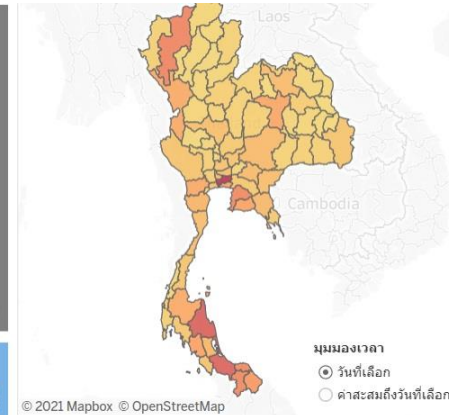 Laos
Cambodia
มุมมองเวลา
วันที่เลือก
ค่าสะสมถึงวันที่เลือก
© 2021 Mapbox © OpenStreetMap